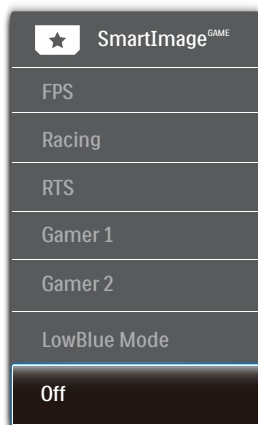 SmartImage GAME
FPS
Racing
RTS
Gamer 1
Gamer 2
LowBlue Mode
Off